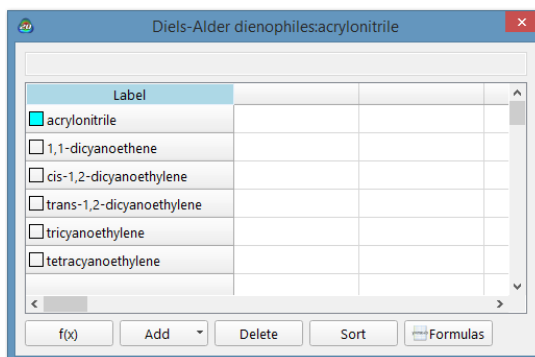 Diels-Alder dienophiles:acrylonitrile
Label
acrylonitrile
1,1-dicyanoethene
cis-1,2-dicyanoethylene
trans-1,2-dicyanoethylene
tricyanoethylene
tetracyanoethylene
f(x) Add Delete Sort Formulas